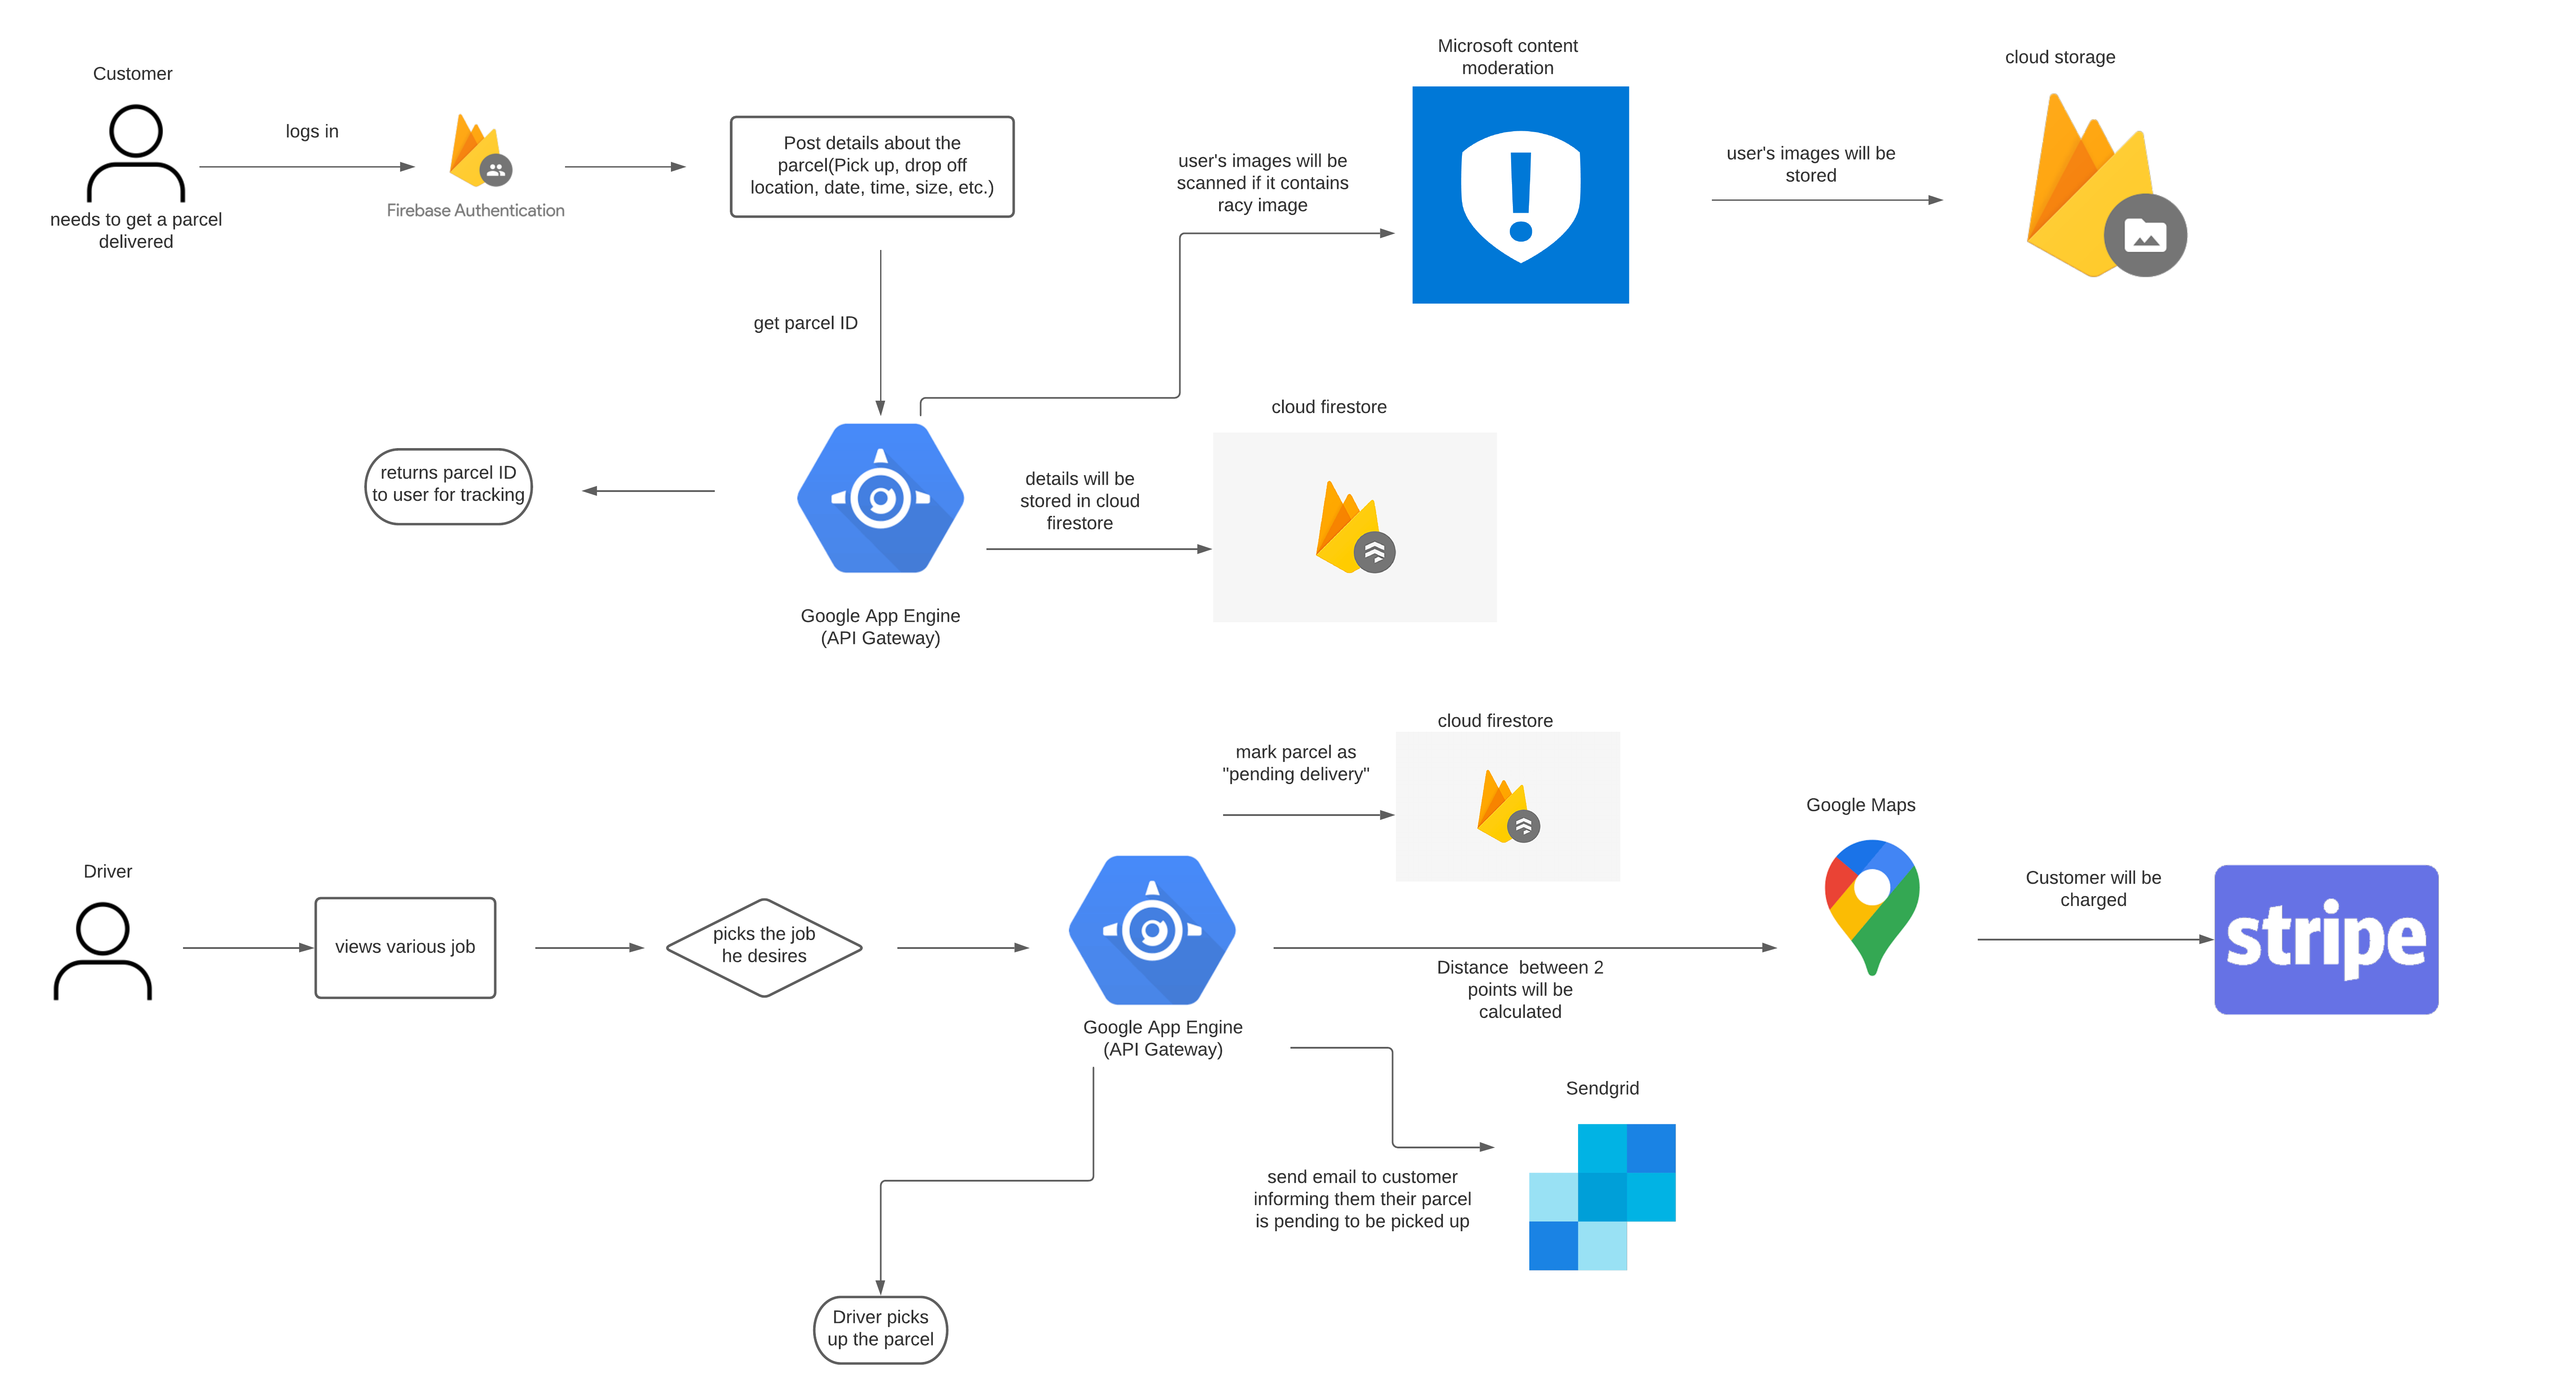 Customer
needs to get a parcel
delivered
logs in
Firebase Authentication
Post details about the
parcel(Pick up, drop off
location, date, time, size, etc.)
get parcel ID
user's images will be
scanned if it contains
racy image
Microsoft content
moderation
user's images will be
stored
cloud storage
returns parcel ID
to user for tracking
Google App Engine
(API Gateway)
details will be
stored in cloud
firestore
cloud firestore
Driver
views various job
picks the job
he desires
Google App Engine
(API Gateway)
mark parcel as
"pending delivery"
cloud firestore
Distance  between 2
points will be
calculated
Google Maps
Customer will be
charged
stripe
Sendgrid
send email to customer
informing them their parcel
is pending to be picked up
Driver picks
up the parcel